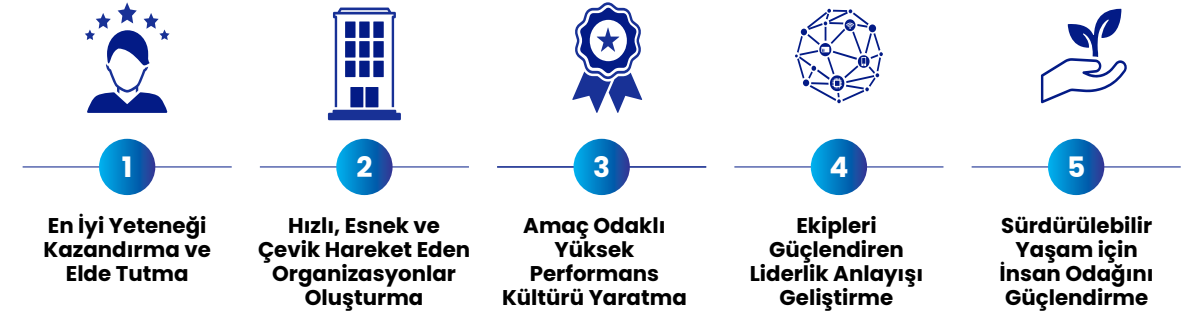 1
En İyi Yeteneği
Kazandırma ve
Elde Tutma
2
Hızlı, Esnek ve
Çevik Hareket Eden
Organizasyonlar
Oluşturma
3
Amaç Odaklı
Yüksek
Performans
Kültürü Yaratma
4
Ekipleri
Güçlendiren
Liderlik Anlayışı
Geliştirme
5
Sürdürülebilir
Yaşam için
İnsan Odağını
Güçlendirme